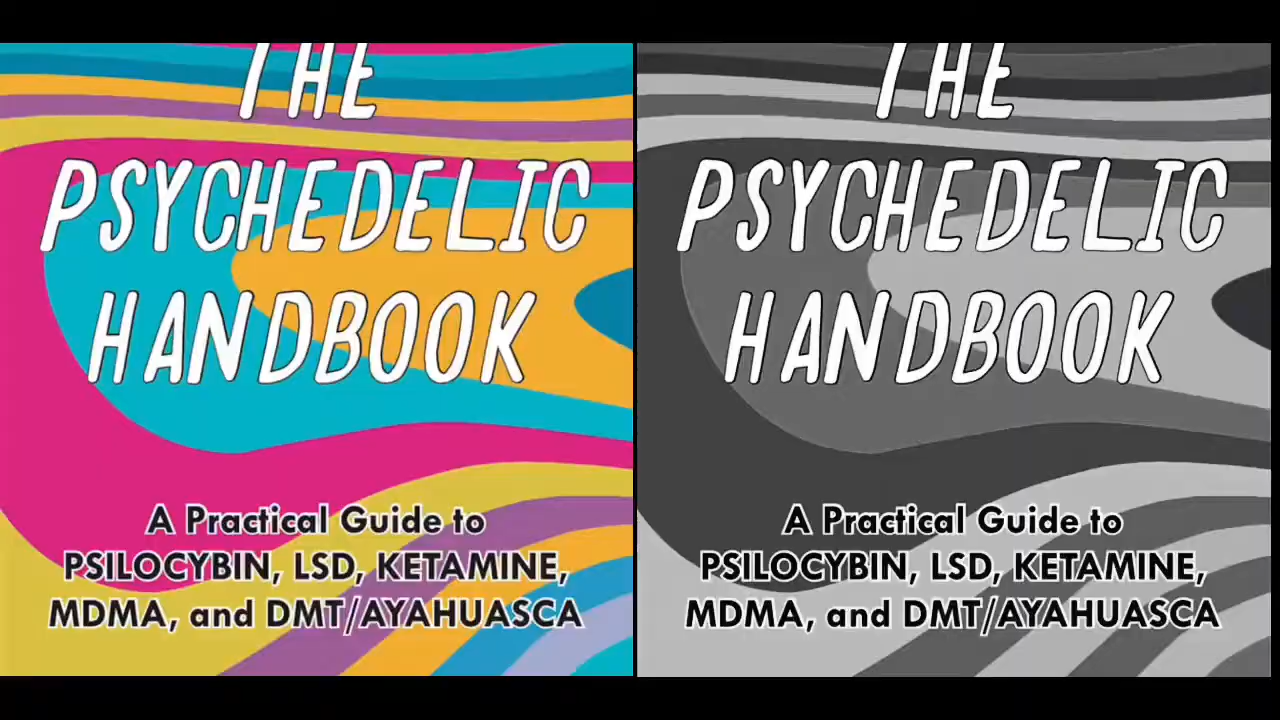 THE
PSYCHEDELIC
HANDBOOK
A Practical Guide to
PSILOCYBIN, LSD, KETAMINE,
MDMA, and DMT/AYAHUASCA
THE
PSYCHEDELIC
HANDBOOK
A Practical Guide to
PSILOCYBIN, LSD, KETAMINE,
MDMA, and DMT/AYAHUASCA